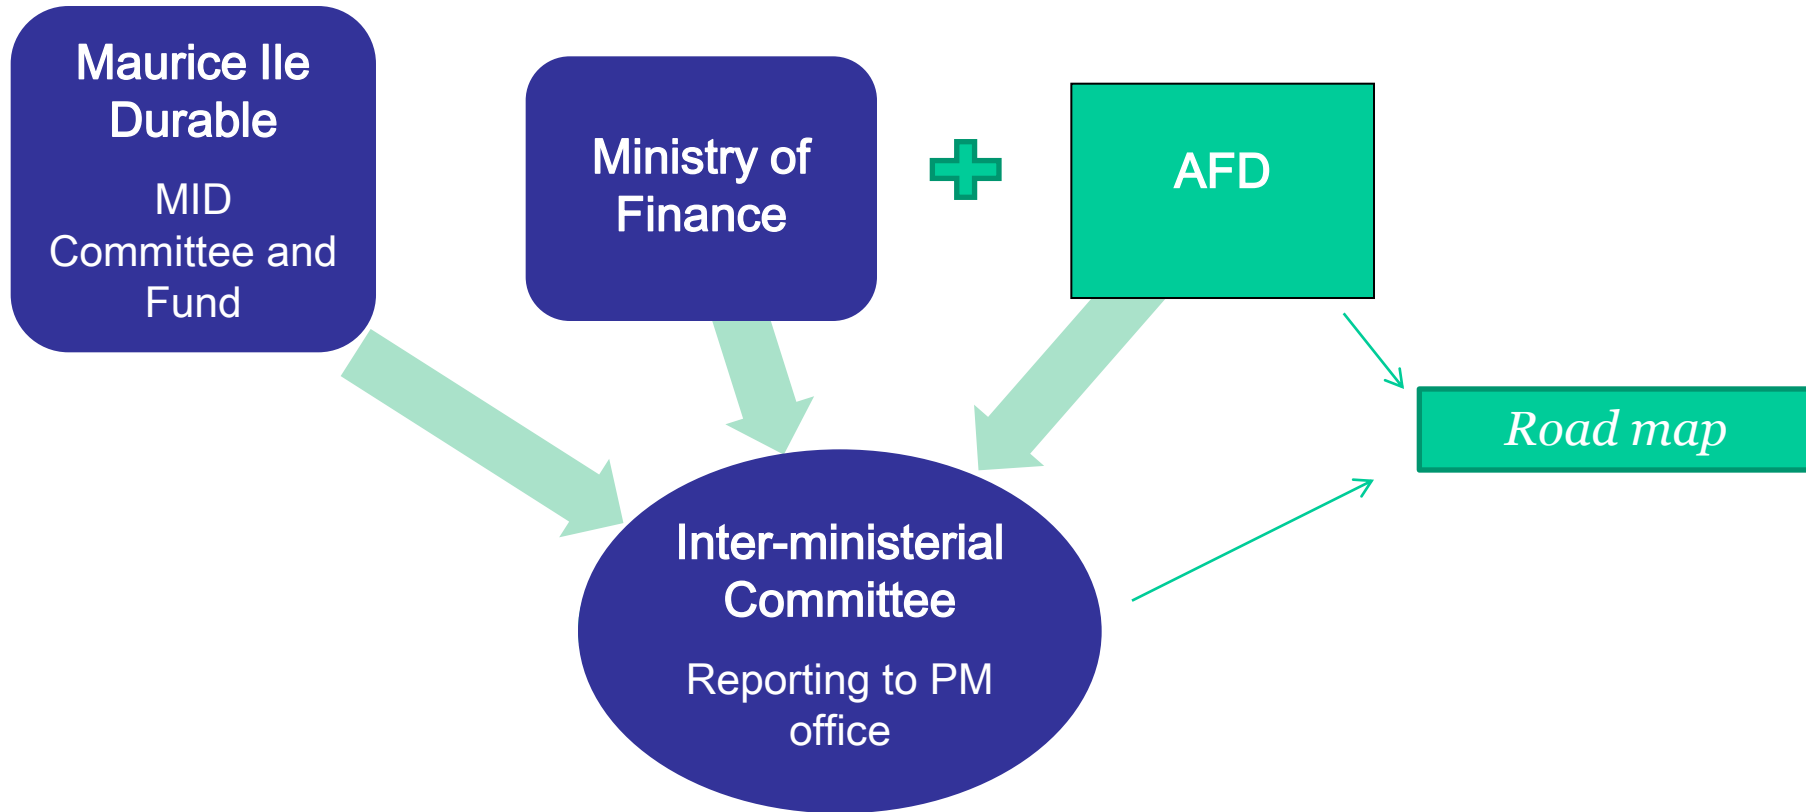 Maurice Ile
Durable
MID
Committee and
Fund
Ministry of
Finance
AFD
Road map
Inter-ministerial
Committee
Reporting to PM
office